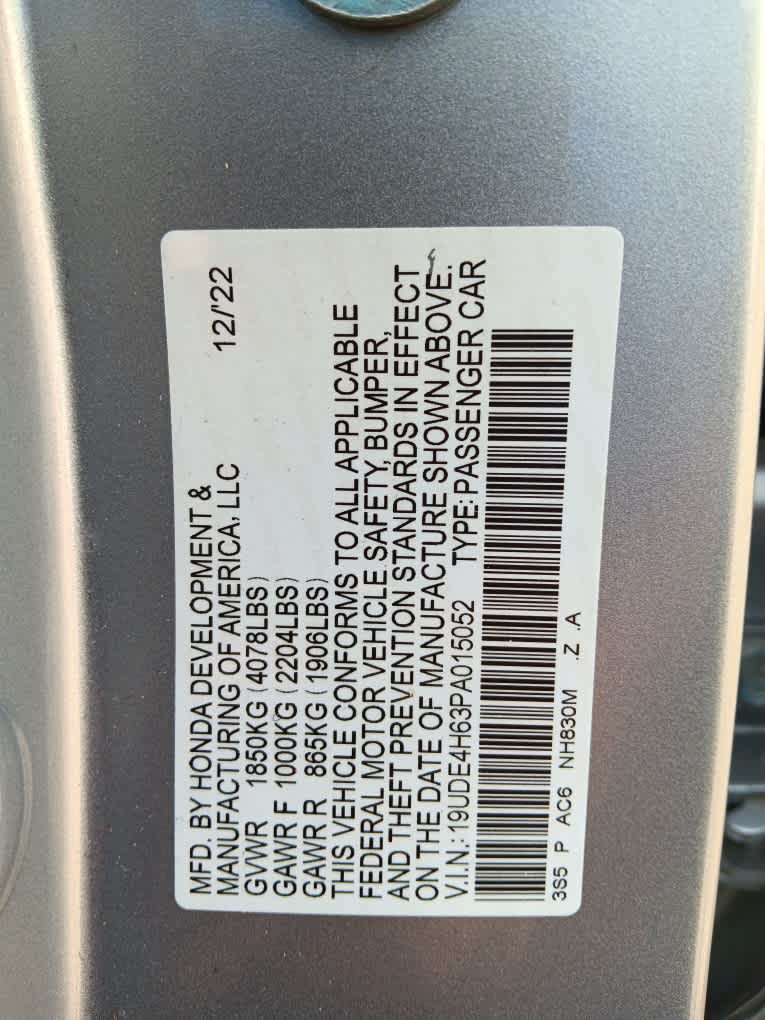 MFD. BY HONDA DEVELOPMENT &
MANUFACTURING OF AMERICA, LLC 12/'22
GVWR 1850KG (4078LBS)
GAWR F 1000KG (2204LBS)
GAWR R 865KG (1906LBS)
THIS VEHICLE CONFORMS TO ALL APPLICABLE
FEDERAL MOTOR VEHICLE SAFETY, BUMPER,
AND THEFT PREVENTION STANDARDS IN EFFECT
ON THE DATE OF MANUFACTURE SHOWN ABOVE.
V.I.N.: 19UDE4H63PA015052 TYPE: PASSENGER CAR
3S5 P AC6 NH830M .Z .A